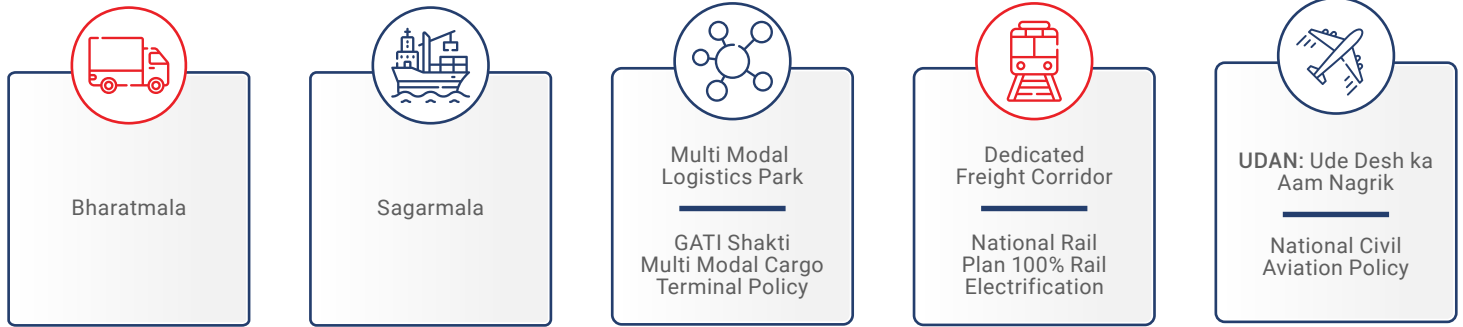 Bharatmala
Sagarmala
Multi Modal
Logistics Park
GATI Shakti
Multi Modal Cargo
Terminal Policy
Dedicated
Freight Corridor
National Rail
Plan 100% Rail
Electrification
UDAN: Ude Desh ka
Aam Nagrik
National Civil
Aviation Policy